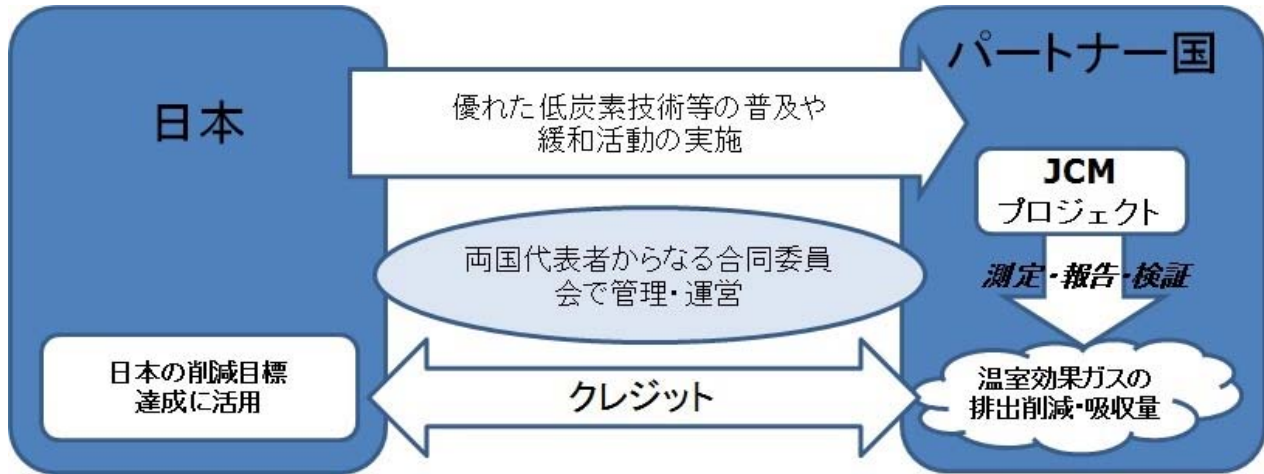 日本
パートナー国
優れた低炭素技術等の普及や
緩和活動の実施
JCM
プロジェクト
両国代表者からなる合同委員
会で管理・運営
測定・報告・検証
日本の削減目標
達成に活用
クレジット
温室効果ガスの
排出削減・吸収量